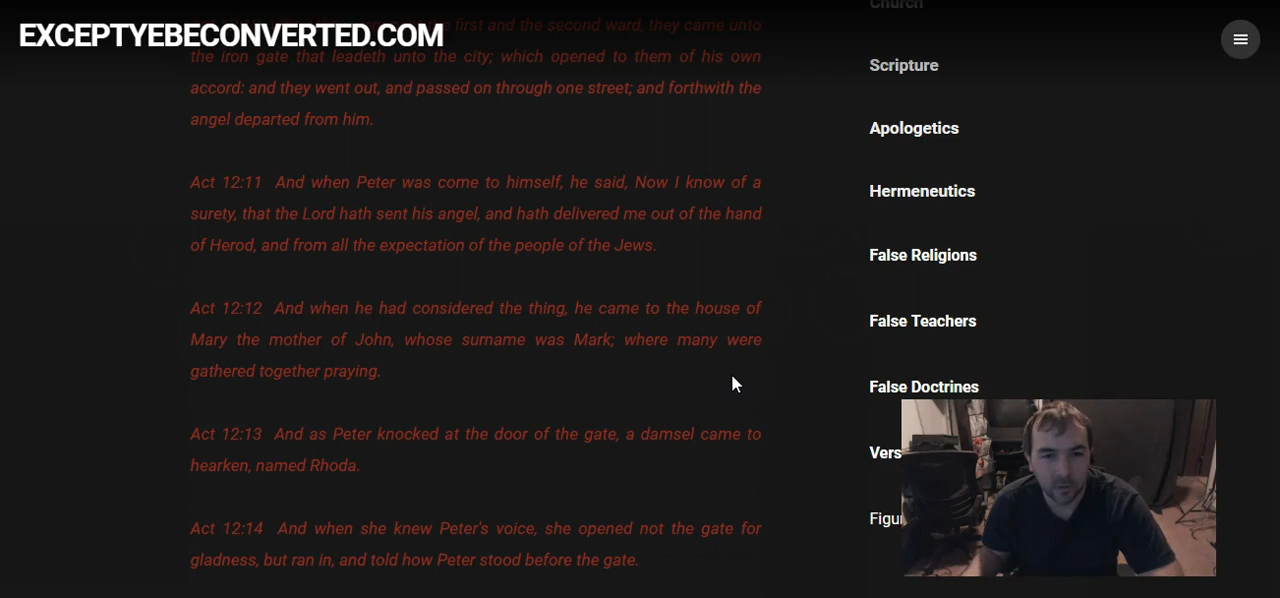 Church
first and the second ward, they came unto
EXCEPTYEBECONVERTED.COM
the iron gate that leadeth unto the city; which opened to them of his own
Scripture
accord: and they went out, and passed on through one street; and forthwith the
angel departed from him.
Apologetics
Act 12:11 And when Peter was come to himself, he said, Now I know of a
Hermeneutics
surety, that the Lord hath sent his angel, and hath delivered me out of the hand
of Herod, and from all the expectation of the people of the Jews.
False Religions
Act 12:12 And when he had considered the thing, he came to the house of
False Teachers
Mary the mother of John, whose surname was Mark; where many were
gathered together praying.
False Doctrines
Act 12:13 And as Peter knocked at the door of the gate, a damsel came to
Vers
hearken, named Rhoda.
Figu
Act 12:14 And when she knew Peter's voice, she opened not the gate for
gladness, but ran in, and told how Peter stood before the gate.